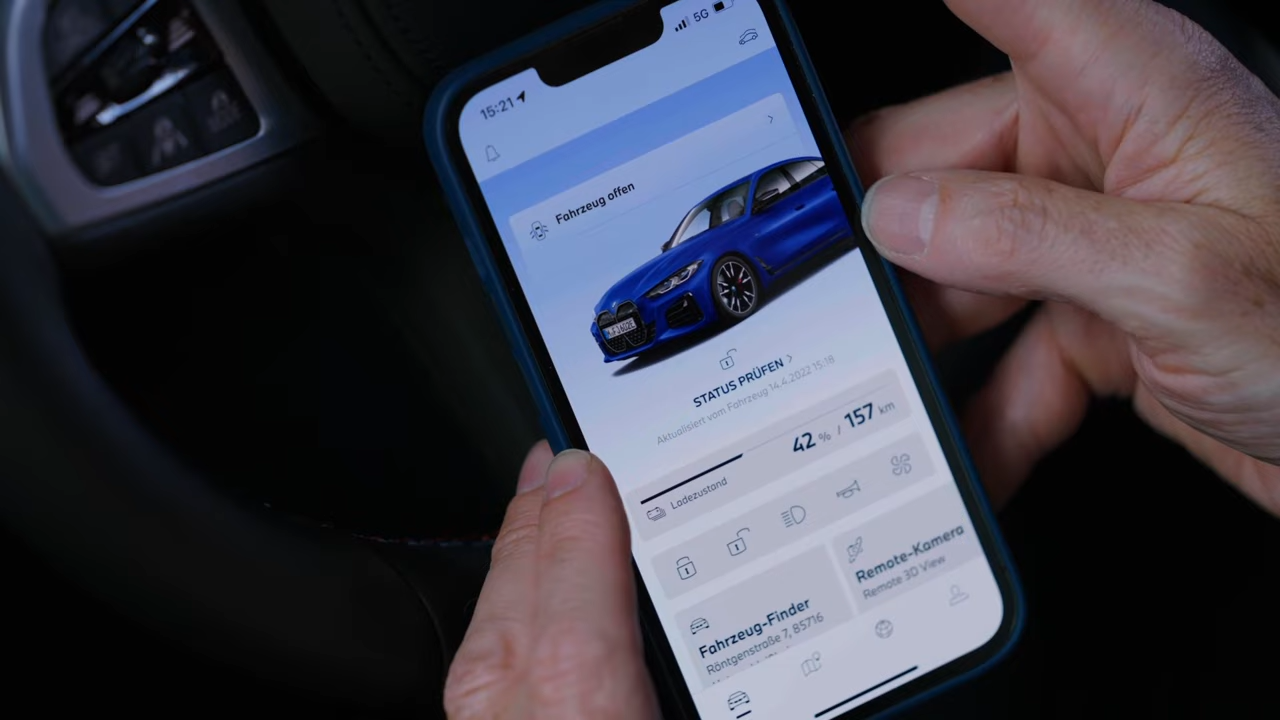 15:21
5G
Fahrzeug offen
STATUS PRÜFEN
Aktualisiert vom Fahrzeug 14.4.2022 15:18
42 % / 157 km
Ladezustand
Remote-Kamera
Remote 3D View
Fahrzeug-Finder
Röntgenstraße 7, 85716